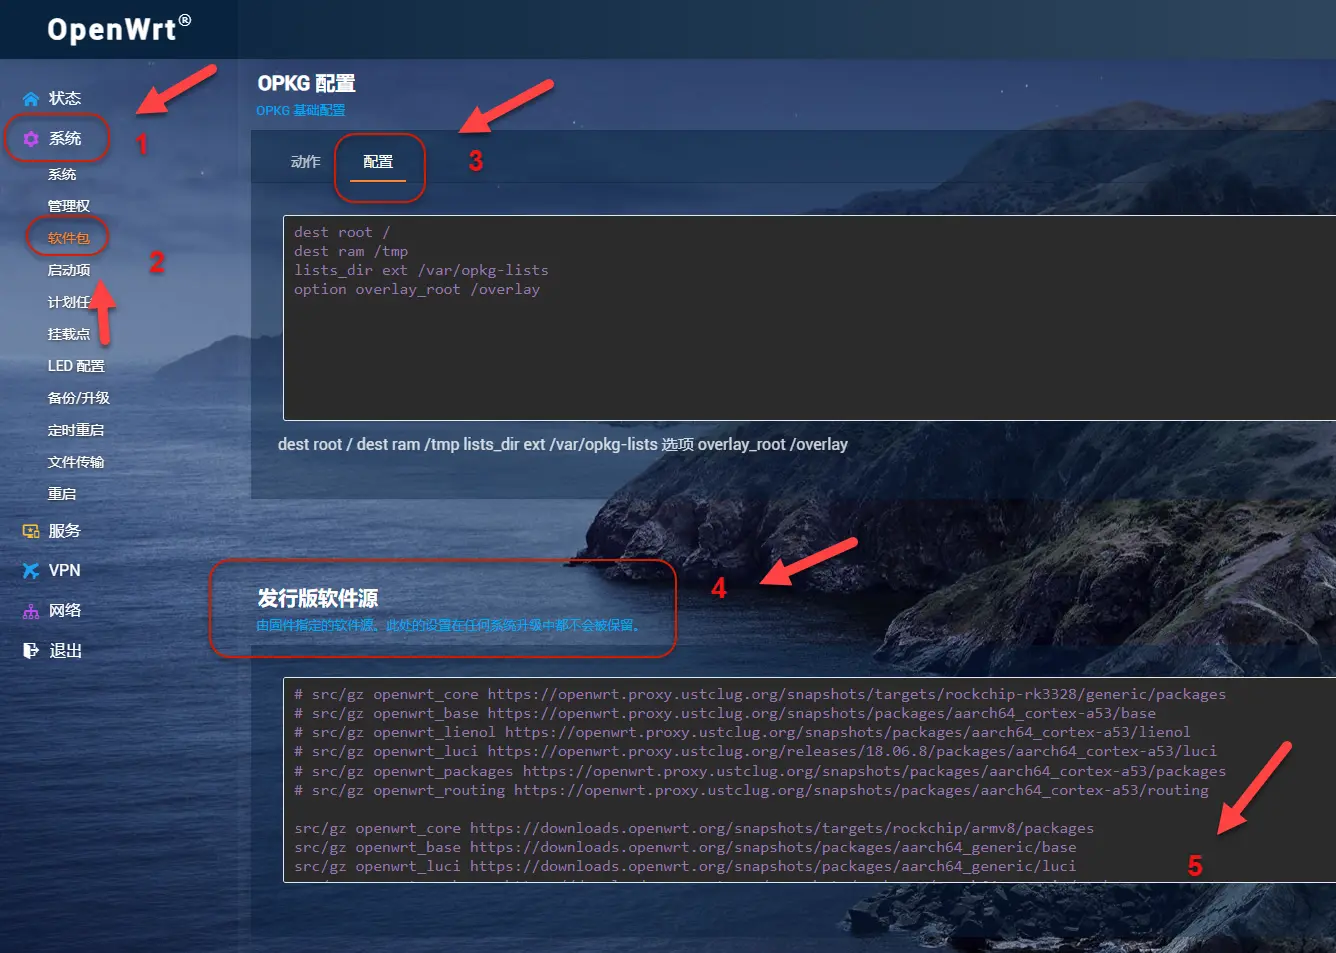 OpenWrt®
状态
系统
1
系统
管理权
软件包
2
启动项
计划任
挂载点
LED 配置
备份/升级
定时重启
文件传输
重启
服务
VPN
网络
退出
OPKG 配置
OPKG 基础配置
动作
配置
3
dest root /
dest ram /tmp
lists_dir ext /var/opkg-lists
option overlay_root /overlay
dest root / dest ram /tmp lists_dir ext /var/opkg-lists 选项 overlay_root /overlay
4
发行版软件源
由固件指定的软件源。此处的设置在任何系统升级中都不会被保留。
# src/gz openwrt_core https://openwrt.proxy.ustclug.org/snapshots/targets/rockchip-rk3328/generic/packages
# src/gz openwrt_base https://openwrt.proxy.ustclug.org/snapshots/packages/aarch64_cortex-a53/base
# src/gz openwrt_lienol https://openwrt.proxy.ustclug.org/snapshots/packages/aarch64_cortex-a53/lienol
# src/gz openwrt_luci https://openwrt.proxy.ustclug.org/releases/18.06.8/packages/aarch64_cortex-a53/luci
# src/gz openwrt_packages https://openwrt.proxy.ustclug.org/snapshots/packages/aarch64_cortex-a53/packages
# src/gz openwrt_routing https://openwrt.proxy.ustclug.org/snapshots/packages/aarch64_cortex-a53/routing
src/gz openwrt_core https://downloads.openwrt.org/snapshots/targets/rockchip/armv8/packages
src/gz openwrt_base https://downloads.openwrt.org/snapshots/packages/aarch64_generic/base
src/gz openwrt_luci https://downloads.openwrt.org/snapshots/packages/aarch64_generic/luci
5